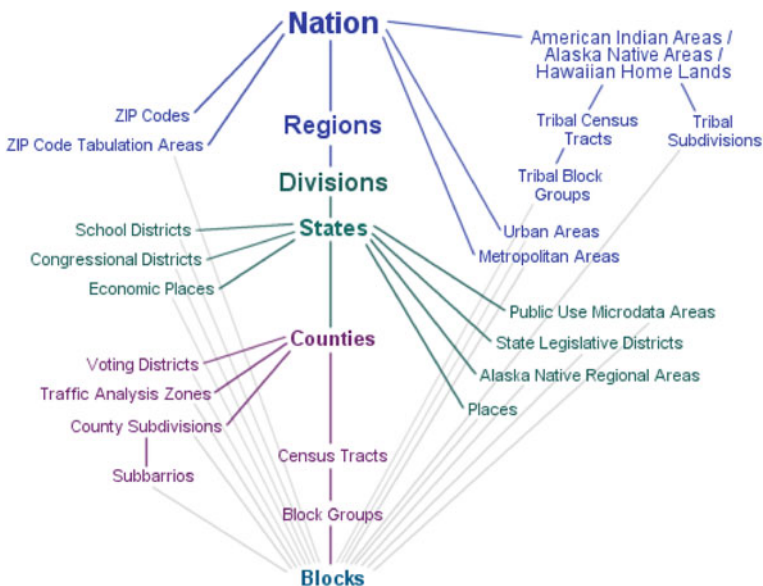 Nation
American Indian Areas /
Alaska Native Areas /
Hawaiian Home Lands
ZIP Codes
ZIP Code Tabulation Areas
Regions
Tribal Census
Tracts
Tribal
Subdivisions
Divisions
Tribal Block
Groups
School Districts
States
Urban Areas
Congressional Districts
Metropolitan Areas
Economic Places
Public Use Microdata Areas
Counties
State Legislative Districts
Voting Districts
Alaska Native Regional Areas
Traffic Analysis Zones
Places
County Subdivisions
Census Tracts
Subbarrios
Block Groups
Blocks